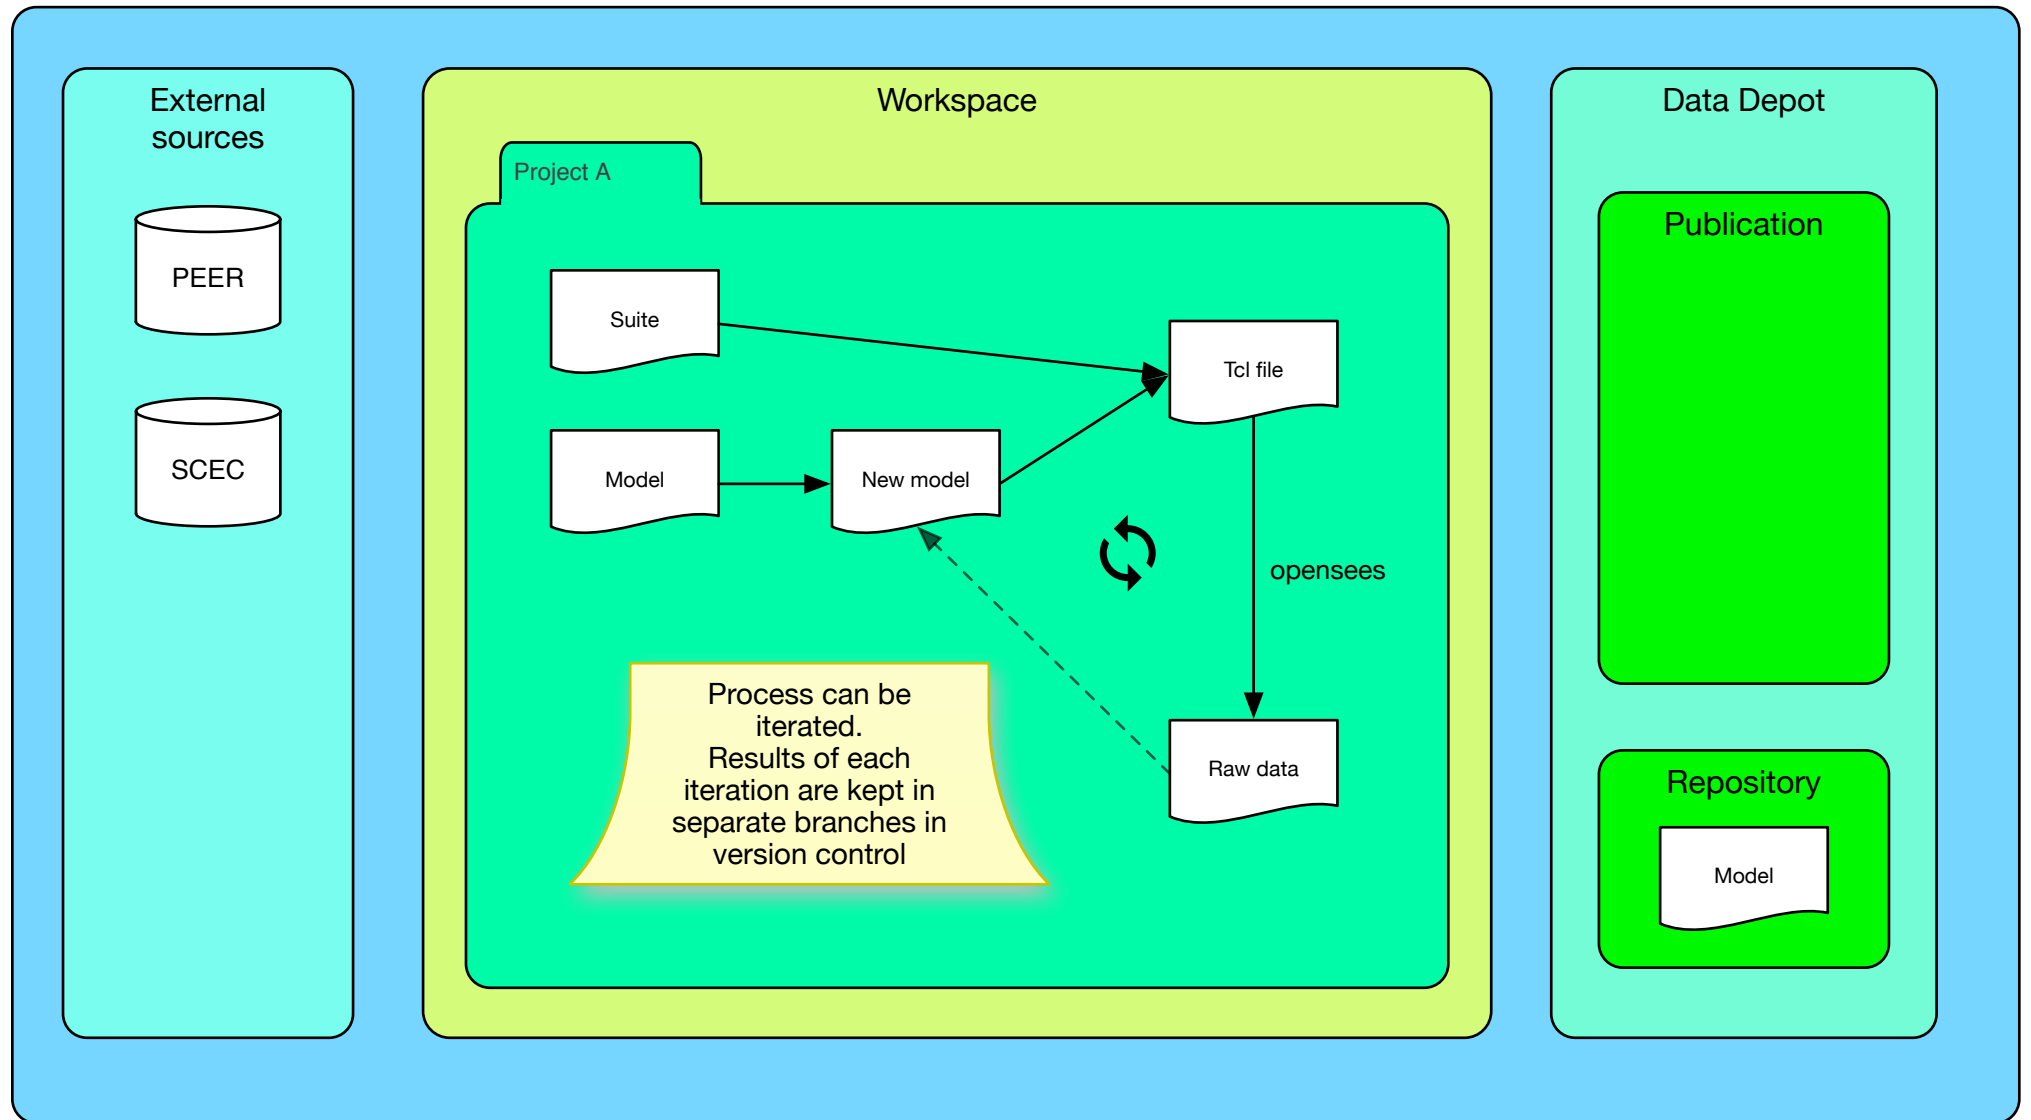 External
sources
PEER
SCEC
Workspace
Project A
Suite
Tcl file
Model
New model
opensees
Process can be
iterated.
Results of each
iteration are kept in
separate branches in
version control
Raw data
Data Depot
Publication
Repository
Model